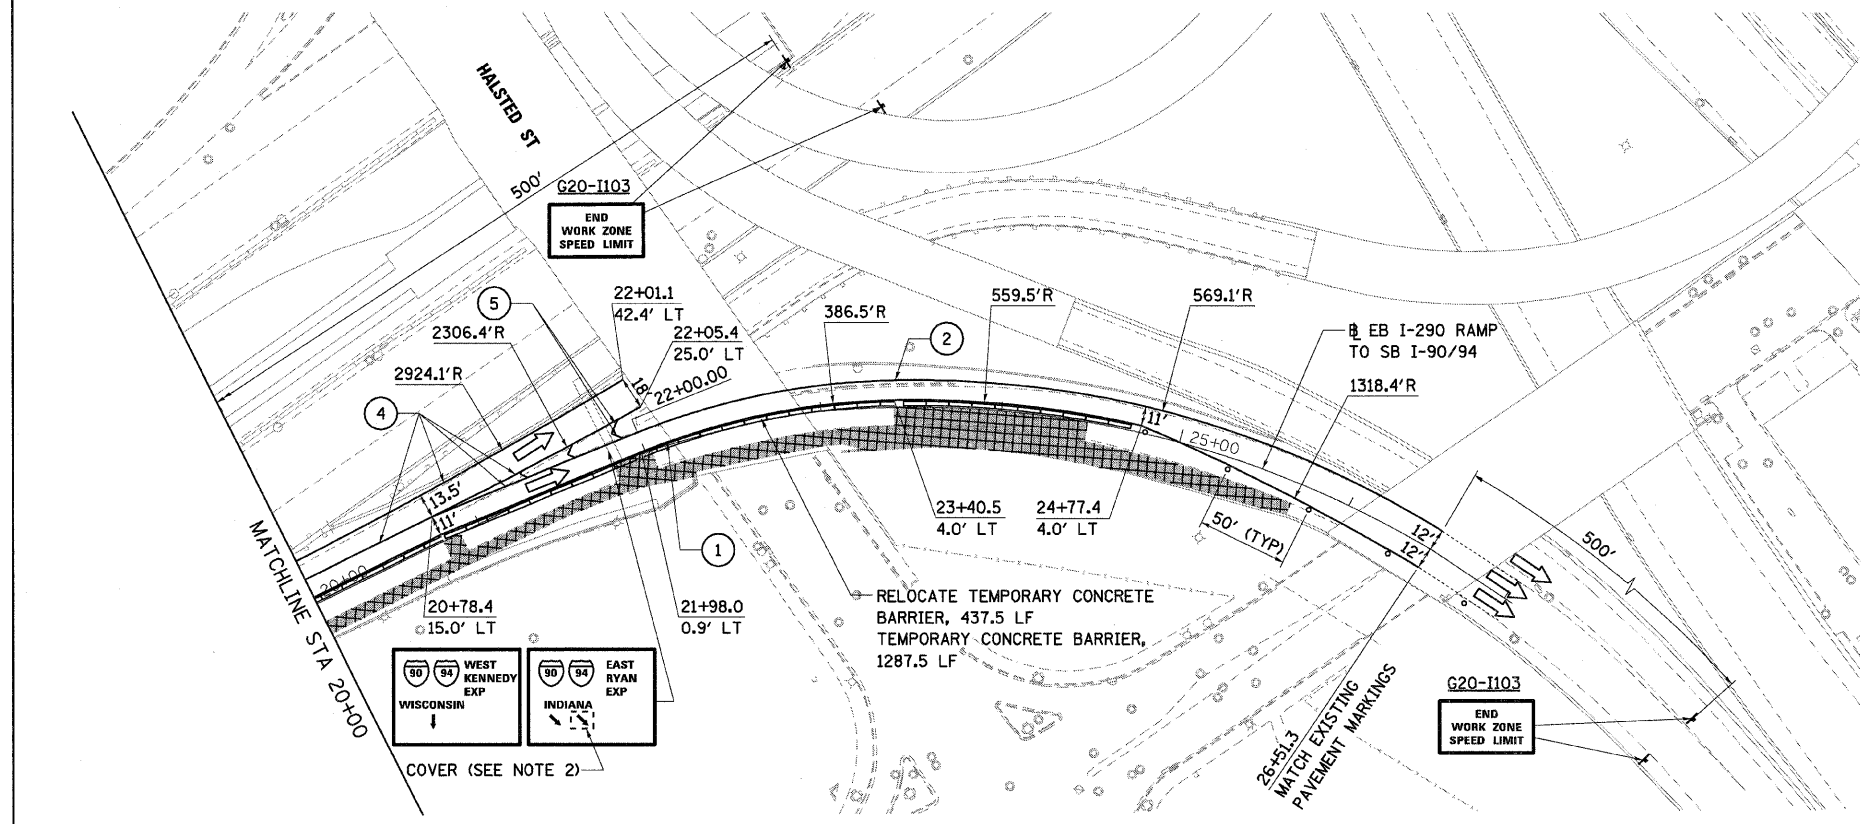 HALSTED ST
500'
G20-I103
END
WORK ZONE
SPEED LIMIT
5
22+01.1
42.4' LT
2306.4'R
22+05.4
25.0' LT
18'
22+00.00
2924.1'R
4
386.5'R
2
559.5'R
569.1'R
℄ EB I-290 RAMP
TO SB I-90/94
1318.4'R
11'
25+00
13.5'
11'
20+00
MATCHLINE STA 20+00
20+78.4
15.0' LT
21+98.0
0.9' LT
1
23+40.5
4.0' LT
24+77.4
4.0' LT
50' (TYP)
12'
12'
500'
RELOCATE TEMPORARY CONCRETE
BARRIER, 437.5 LF
TEMPORARY CONCRETE BARRIER,
1287.5 LF
90 94 WEST
KENNEDY
EXP
WISCONSIN
90 94 EAST
RYAN
EXP
INDIANA
COVER (SEE NOTE 2)
26+51.3
MATCH EXISTING
PAVEMENT MARKINGS
G20-I103
END
WORK ZONE
SPEED LIMIT